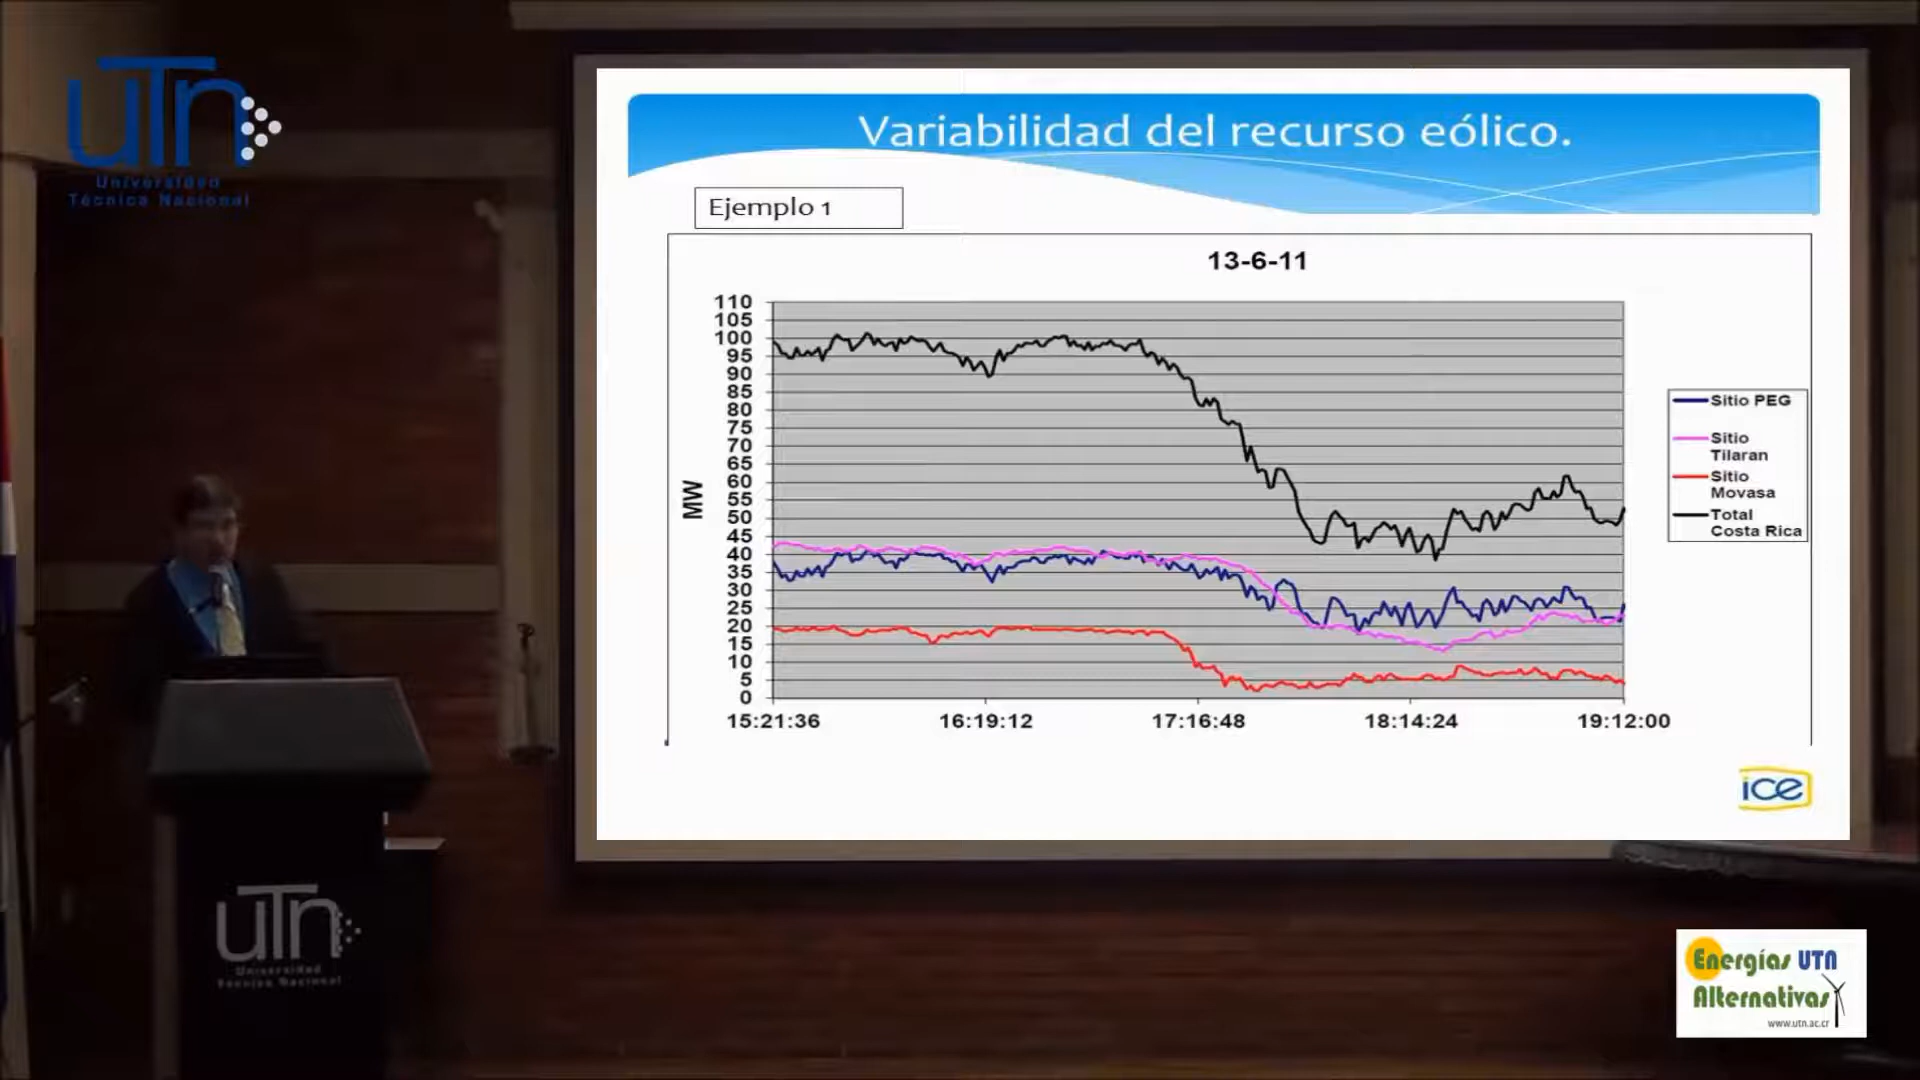 uTn
Universidad
Técnica Nacional
Variabilidad del recurso eólico.
Ejemplo 1
13-6-11
MW
110
105
100
95
90
85
80
75
70
65
60
55
50
45
40
35
30
25
20
15
10
5
0
15:21:36 16:19:12 17:16:48 18:14:24 19:12:00
Sitio PEG
Sitio
Tilaran
Sitio
Movasa
Total
Costa Rica
ice
uTn
Universidad
Técnica Nacional
Energías UTN
Alternativas
www.utn.ac.cr